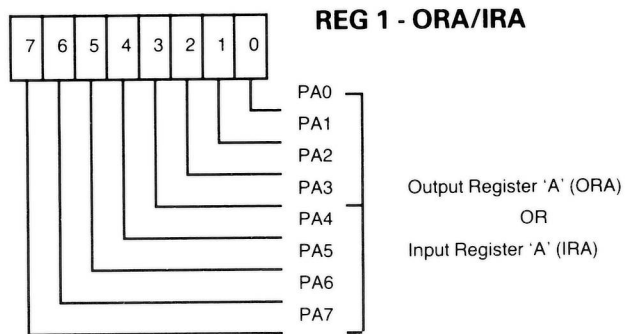 REG 1 - ORA/IRA
7 6 5 4 3 2 1 0
PA0
PA1
PA2
PA3
PA4
PA5
PA6
PA7
Output Register 'A' (ORA)
OR
Input Register 'A' (IRA)